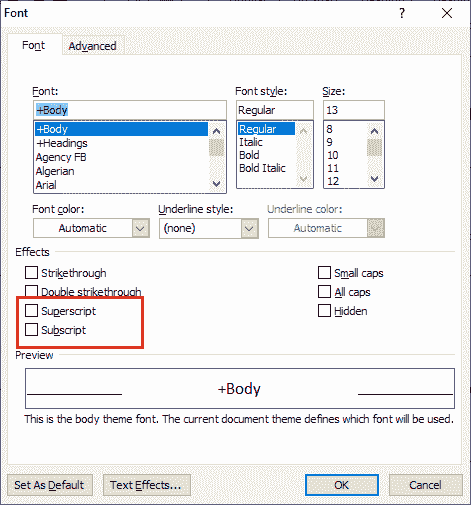 Font
?
Font
Advanced
Font:
Font style:
Size:
+Body
Regular
13
+Body
+Headings
Agency FB
Algerian
Arial
Regular
Italic
Bold
Bold Italic
8
9
10
11
12
Font color:
Underline style:
Underline color:
Automatic
(none)
Automatic
Effects
Strikethrough
Double strikethrough
Superscript
Subscript
Small caps
All caps
Hidden
Preview
+Body
This is the body theme font. The current document theme defines which font will be used.
Set As Default
Text Effects...
OK
Cancel